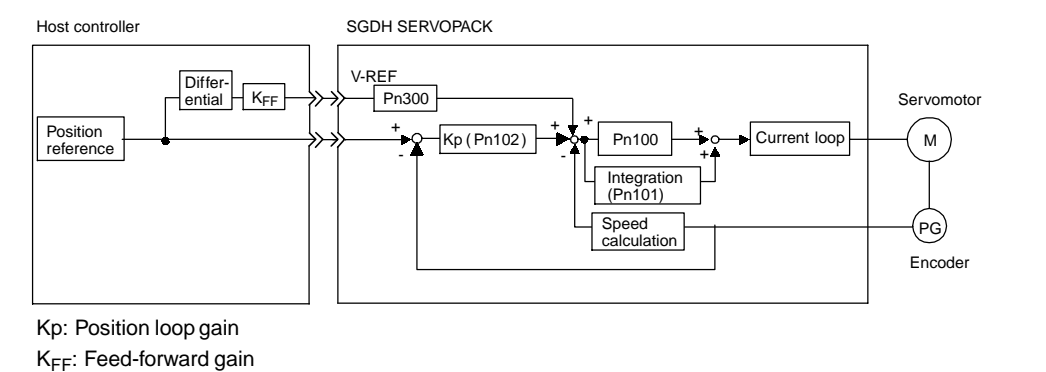 Host controller
SGDH SERVOPACK
Differ-
ential
KFF
V-REF
Pn300
Servomotor
Position
reference
+
-
Kp (Pn102)
+
+
-
Pn100
+
+
Current loop
M
Integration
(Pn101)
Speed
calculation
PG
Encoder
Kp: Position loop gain
KFF: Feed-forward gain